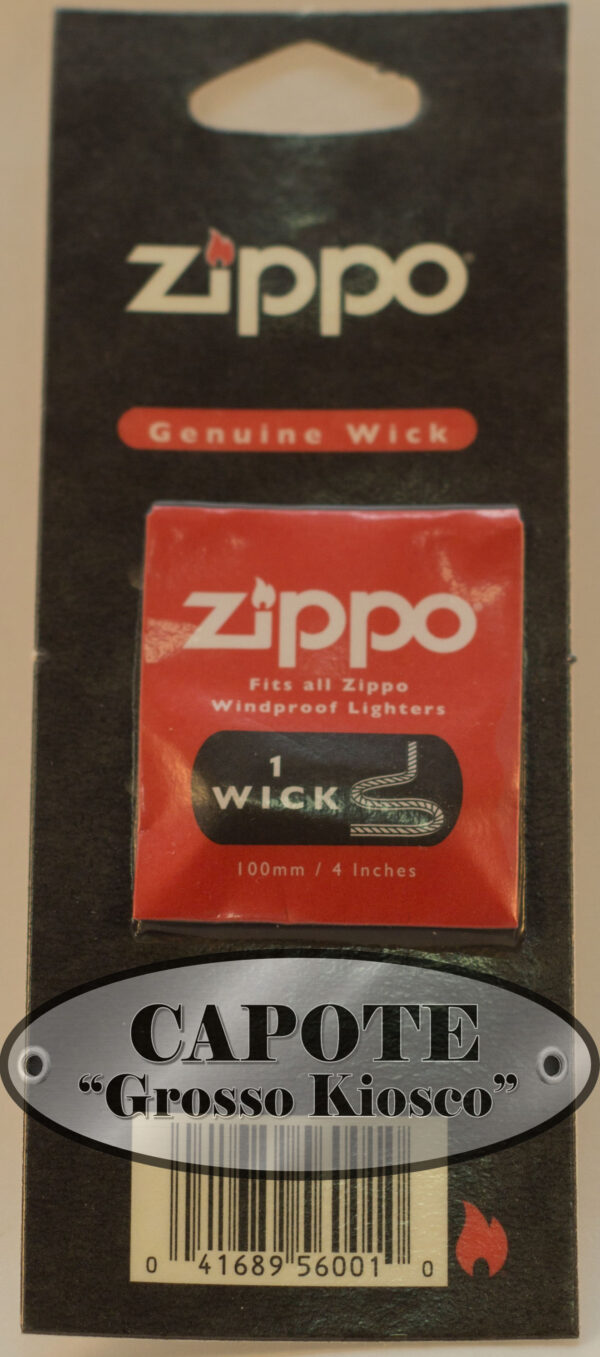 zippo
Genuine Wick
zippo
Fits all Zippo
Windproof Lighters
1
WICK
100mm / 4 Inches
CAPOTE
“Grosso Kiosco”
0 41689 56001 0